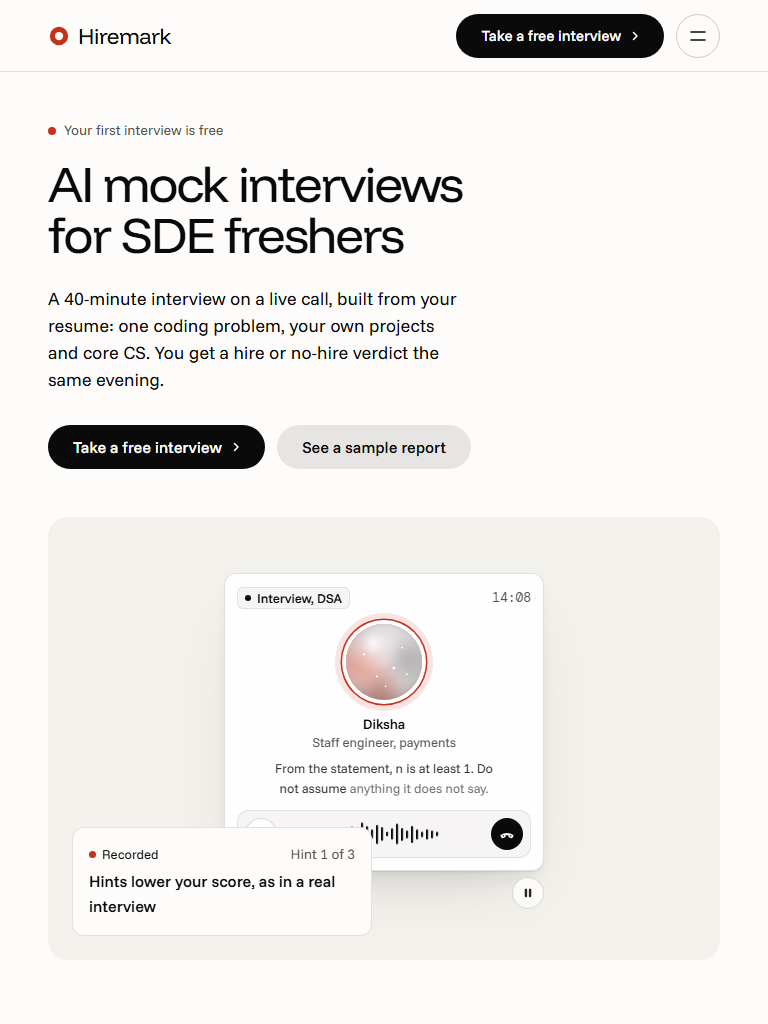 Hiremark
Take a free interview
Your first interview is free
AI mock interviews
for SDE freshers
A 40-minute interview on a live call, built from your
resume: one coding problem, your own projects
and core CS. You get a hire or no-hire verdict the
same evening.
Take a free interview
See a sample report
Interview, DSA
14:08
Diksha
Staff engineer, payments
From the statement, n is at least 1. Do
not assume anything it does not say.
Recorded
Hint 1 of 3
Hints lower your score, as in a real
interview